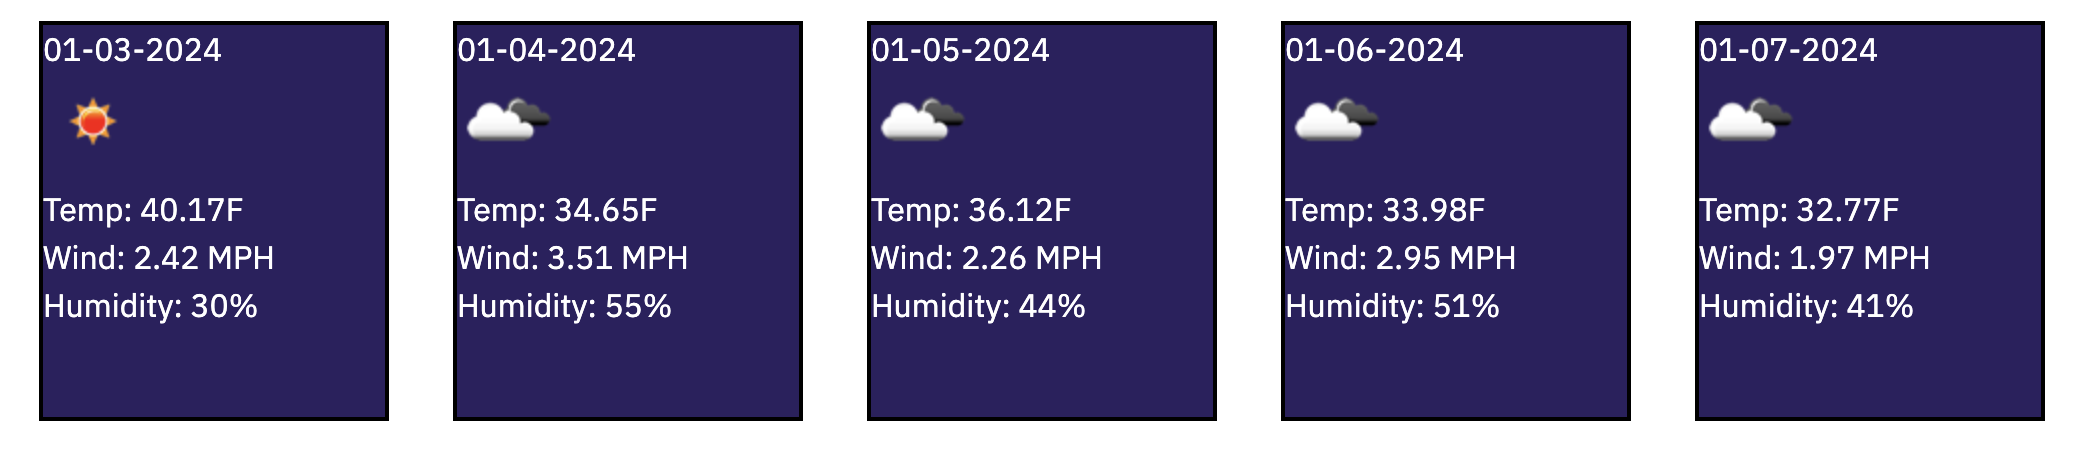 01-03-2024
Temp: 40.17F
Wind: 2.42 MPH
Humidity: 30%
01-04-2024
Temp: 34.65F
Wind: 3.51 MPH
Humidity: 55%
01-05-2024
Temp: 36.12F
Wind: 2.26 MPH
Humidity: 44%
01-06-2024
Temp: 33.98F
Wind: 2.95 MPH
Humidity: 51%
01-07-2024
Temp: 32.77F
Wind: 1.97 MPH
Humidity: 41%